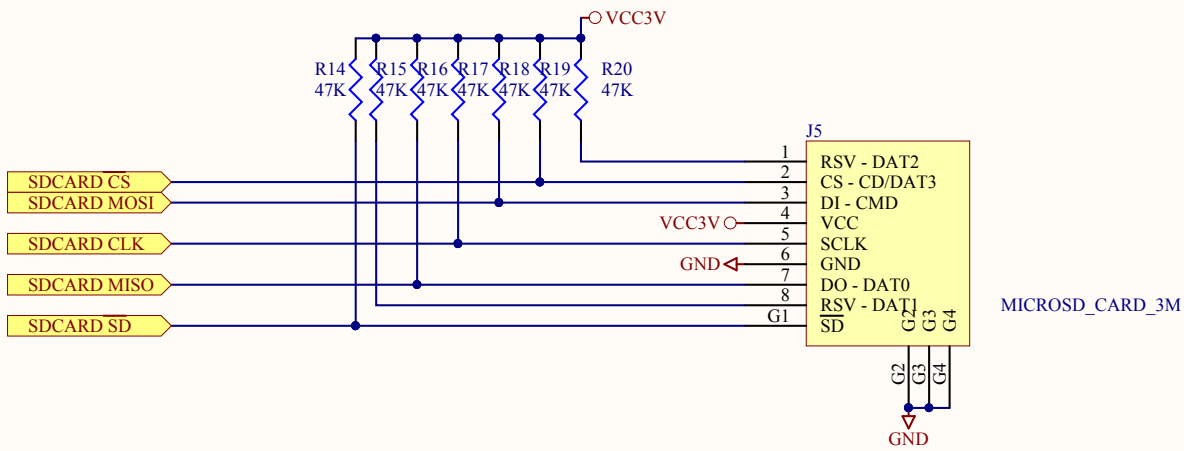 VCC3V
R14 R15 R16 R17 R18 R19 R20
47K 47K 47K 47K 47K 47K 47K
J5
1 RSV - DAT2
SDCARD CS 2 CS - CD/DAT3
SDCARD MOSI 3 DI - CMD
VCC3V 4 VCC
SDCARD CLK 5 SCLK
GND 6 GND
SDCARD MISO 7 DO - DAT0
8 RSV - DAT1
MICROSD_CARD_3M
SDCARD SD G1 SD
G2 G3 G4
G2 G3 G4
GND